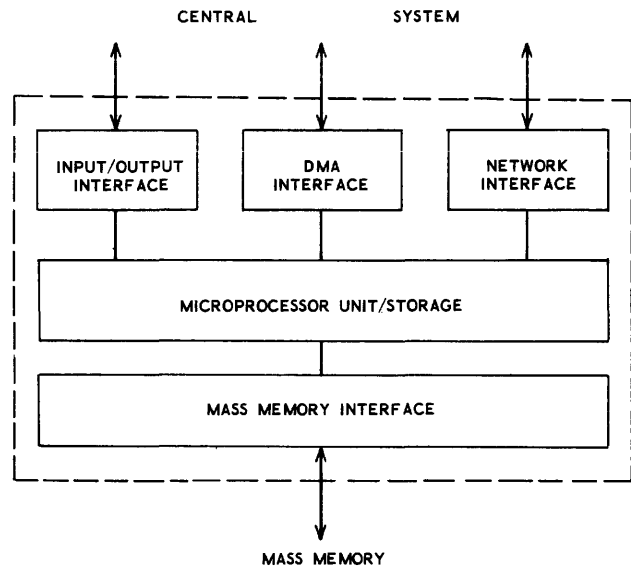 CENTRAL SYSTEM
INPUT/OUTPUT
INTERFACE
DMA
INTERFACE
NETWORK
INTERFACE
MICROPROCESSOR UNIT/STORAGE
MASS MEMORY INTERFACE
MASS MEMORY